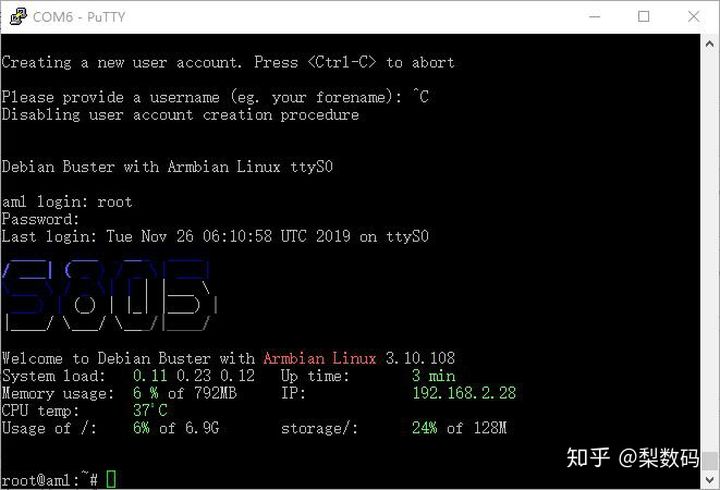 COM6 - PuTTY
Creating a new user account. Press <Ctrl-C> to abort
Please provide a username (eg. your forename): ^C
Disabling user account creation procedure
Debian Buster with Armbian Linux ttyS0
aml login: root
Password:
Last login: Tue Nov 26 06:10:58 UTC 2019 on ttyS0
S805
Welcome to Debian Buster with Armbian Linux 3.10.108
System load: 0.11 0.23 0.12 Up time: 3 min
Memory usage: 6 % of 792MB IP: 192.168.2.28
CPU temp: 37°C
Usage of /: 6% of 6.9G storage/: 24% of 128M
root@aml:~#
知乎 @梨数码